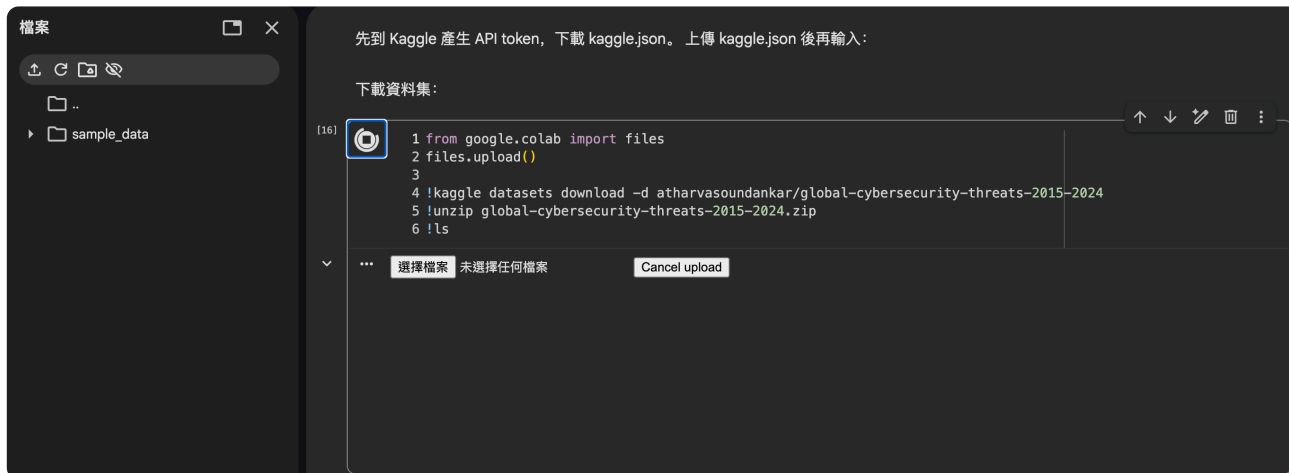 檔案
..
sample_data
先到 Kaggle 產生 API token，下載 kaggle.json。 上傳 kaggle.json 後再輸入：
下載資料集：
[16]
1 from google.colab import files
2 files.upload()
3
4 !kaggle datasets download -d atharvasoundankar/global-cybersecurity-threats-2015-2024
5 !unzip global-cybersecurity-threats-2015-2024.zip
6 !ls
選擇檔案 未選擇任何檔案 Cancel upload